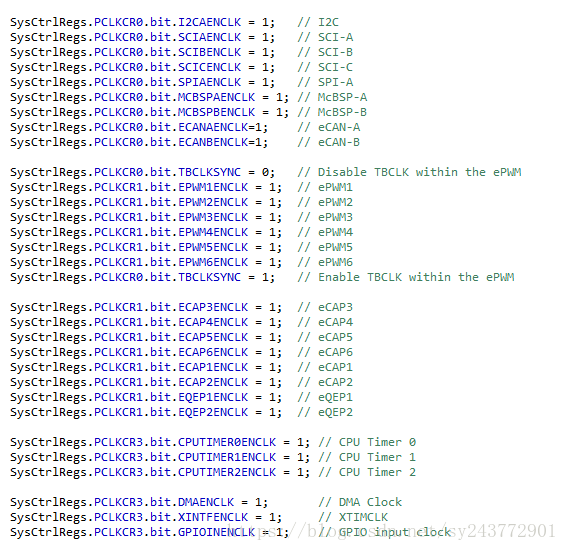 SysCtrlRegs.PCLKCR0.bit.I2CAENCLK = 1;   // I2C
SysCtrlRegs.PCLKCR0.bit.SCIAENCLK = 1;   // SCI-A
SysCtrlRegs.PCLKCR0.bit.SCIBENCLK = 1;   // SCI-B
SysCtrlRegs.PCLKCR0.bit.SCICENCLK = 1;   // SCI-C
SysCtrlRegs.PCLKCR0.bit.SPIAENCLK = 1;   // SPI-A
SysCtrlRegs.PCLKCR0.bit.MCBSPAENCLK = 1; // McBSP-A
SysCtrlRegs.PCLKCR0.bit.MCBSPBENCLK = 1; // McBSP-B
SysCtrlRegs.PCLKCR0.bit.ECANAENCLK=1;    // eCAN-A
SysCtrlRegs.PCLKCR0.bit.ECANBENCLK=1;    // eCAN-B

SysCtrlRegs.PCLKCR0.bit.TBCLKSYNC = 0;   // Disable TBCLK within the ePWM
SysCtrlRegs.PCLKCR1.bit.EPWM1ENCLK = 1;  // ePWM1
SysCtrlRegs.PCLKCR1.bit.EPWM2ENCLK = 1;  // ePWM2
SysCtrlRegs.PCLKCR1.bit.EPWM3ENCLK = 1;  // ePWM3
SysCtrlRegs.PCLKCR1.bit.EPWM4ENCLK = 1;  // ePWM4
SysCtrlRegs.PCLKCR1.bit.EPWM5ENCLK = 1;  // ePWM5
SysCtrlRegs.PCLKCR1.bit.EPWM6ENCLK = 1;  // ePWM6
SysCtrlRegs.PCLKCR0.bit.TBCLKSYNC = 1;   // Enable TBCLK within the ePWM

SysCtrlRegs.PCLKCR1.bit.ECAP3ENCLK = 1;  // eCAP3
SysCtrlRegs.PCLKCR1.bit.ECAP4ENCLK = 1;  // eCAP4
SysCtrlRegs.PCLKCR1.bit.ECAP5ENCLK = 1;  // eCAP5
SysCtrlRegs.PCLKCR1.bit.ECAP6ENCLK = 1;  // eCAP6
SysCtrlRegs.PCLKCR1.bit.ECAP1ENCLK = 1;  // eCAP1
SysCtrlRegs.PCLKCR1.bit.ECAP2ENCLK = 1;  // eCAP2
SysCtrlRegs.PCLKCR1.bit.EQEP1ENCLK = 1;  // eQEP1
SysCtrlRegs.PCLKCR1.bit.EQEP2ENCLK = 1;  // eQEP2

SysCtrlRegs.PCLKCR3.bit.CPUTIMER0ENCLK = 1; // CPU Timer 0
SysCtrlRegs.PCLKCR3.bit.CPUTIMER1ENCLK = 1; // CPU Timer 1
SysCtrlRegs.PCLKCR3.bit.CPUTIMER2ENCLK = 1; // CPU Timer 2

SysCtrlRegs.PCLKCR3.bit.DMAENCLK = 1;       // DMA Clock
SysCtrlRegs.PCLKCR3.bit.XINTFENCLK = 1;     // XTIMCLK
SysCtrlRegs.PCLKCR3.bit.GPIOINENCLK = 1;    // GPIO input clock
https://blog.csdn.net/sy243772901